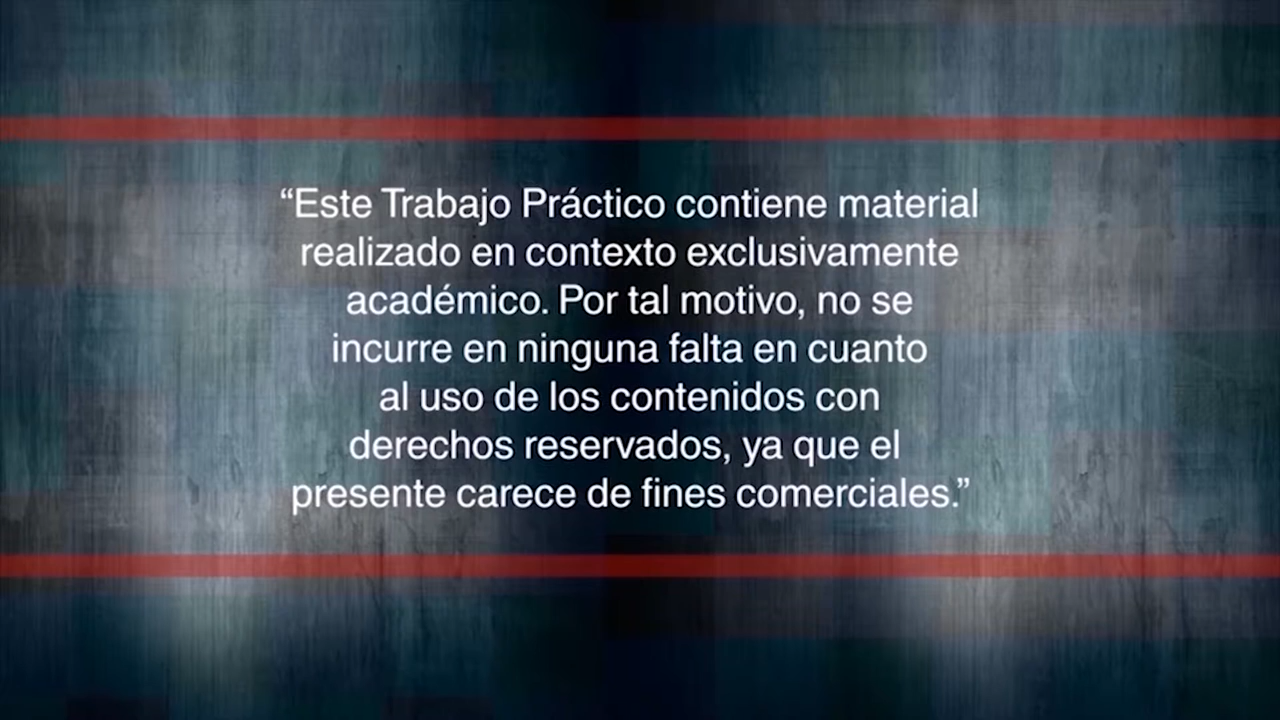 “Este Trabajo Práctico contiene material
realizado en contexto exclusivamente
académico. Por tal motivo, no se
incurre en ninguna falta en cuanto
al uso de los contenidos con
derechos reservados, ya que el
presente carece de fines comerciales.”